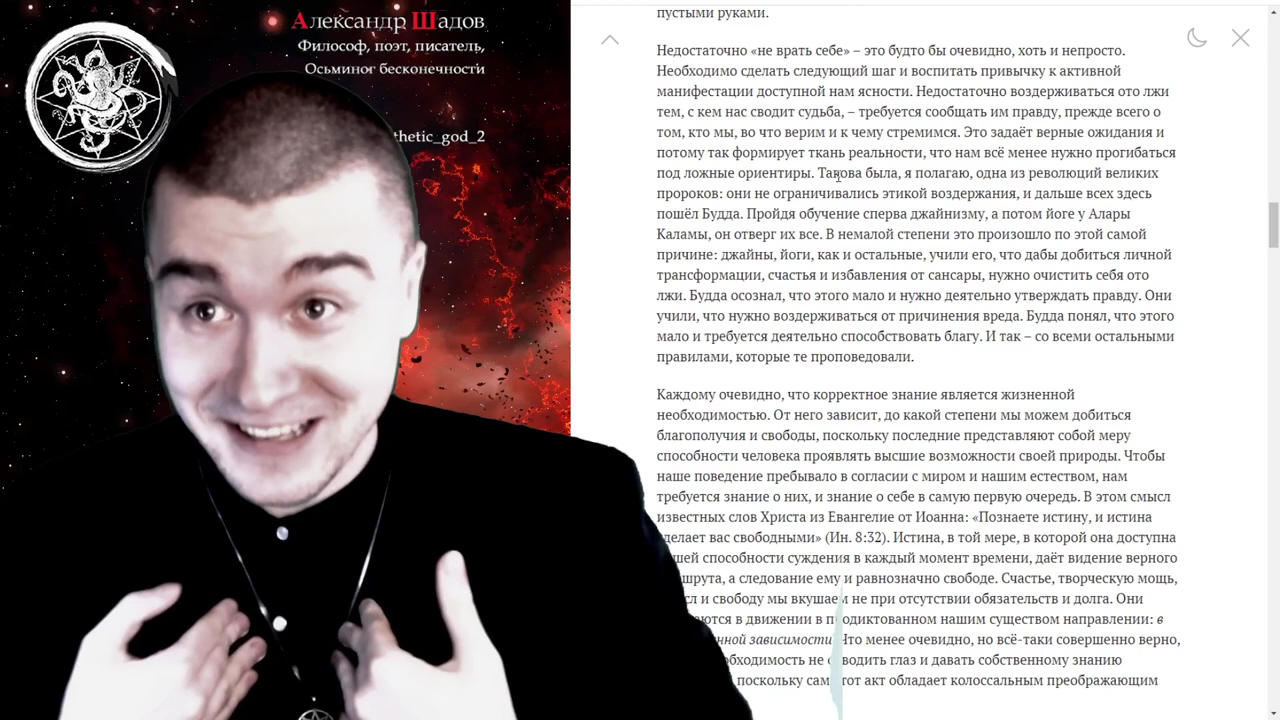 Александр Шадов
Философ, поэт, писатель,
Осьминог бесконечности
thetic_god_2
пустыми руками.
Недостаточно «не врать себе» – это будто бы очевидно, хоть и непросто.
Необходимо сделать следующий шаг и воспитать привычку к активной
манифестации доступной нам ясности. Недостаточно воздерживаться ото лжи
тем, с кем нас сводит судьба, – требуется сообщать им правду, прежде всего о
том, кто мы, во что верим и к чему стремимся. Это задаёт верные ожидания и
потому так формирует ткань реальности, что нам всё менее нужно прогибаться
под ложные ориентиры. Такова была, я полагаю, одна из революций великих
пророков: они не ограничивались этикой воздержания, и дальше всех здесь
пошёл Будда. Пройдя обучение сперва джайнизму, а потом йоге у Алары
Каламы, он отверг их все. В немалой степени это произошло по этой самой
причине: джайны, йоги, как и остальные, учили его, что дабы добиться личной
трансформации, счастья и избавления от сансары, нужно очистить себя ото
лжи. Будда осознал, что этого мало и нужно деятельно утверждать правду. Они
учили, что нужно воздерживаться от причинения вреда. Будда понял, что этого
мало и требуется деятельно способствовать благу. И так – со всеми остальными
правилами, которые те проповедовали.
Каждому очевидно, что корректное знание является жизненной
необходимостью. От него зависит, до какой степени мы можем добиться
благополучия и свободы, поскольку последние представляют собой меру
способности человека проявлять высшие возможности своей природы. Чтобы
наше поведение пребывало в согласии с миром и нашим естеством, нам
требуется знание о них, и знание о себе в самую первую очередь. В этом смысл
известных слов Христа из Евангелие от Иоанна: «Познаете истину, и истина
делает вас свободными» (Ин. 8:32). Истина, в той мере, в которой она доступна
шей способности суждения в каждый момент времени, даёт видение верного
шрута, а следование ему и равнозначно свободе. Счастье, творческую мощь,
сл и свободу мы вкушаем не при отсутствии обязательств и долга. Они
ются в движении в продиктованном нашим существом направлении: в
нной зависимости. Что менее очевидно, но всё-таки совершенно верно,
обходимость не отводить глаз и давать собственному знанию
поскольку сам этот акт обладает колоссальным преображающим